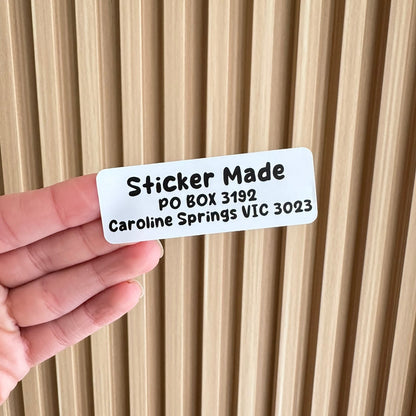 Sticker Made
PO BOX 3192
Caroline Springs VIC 3023